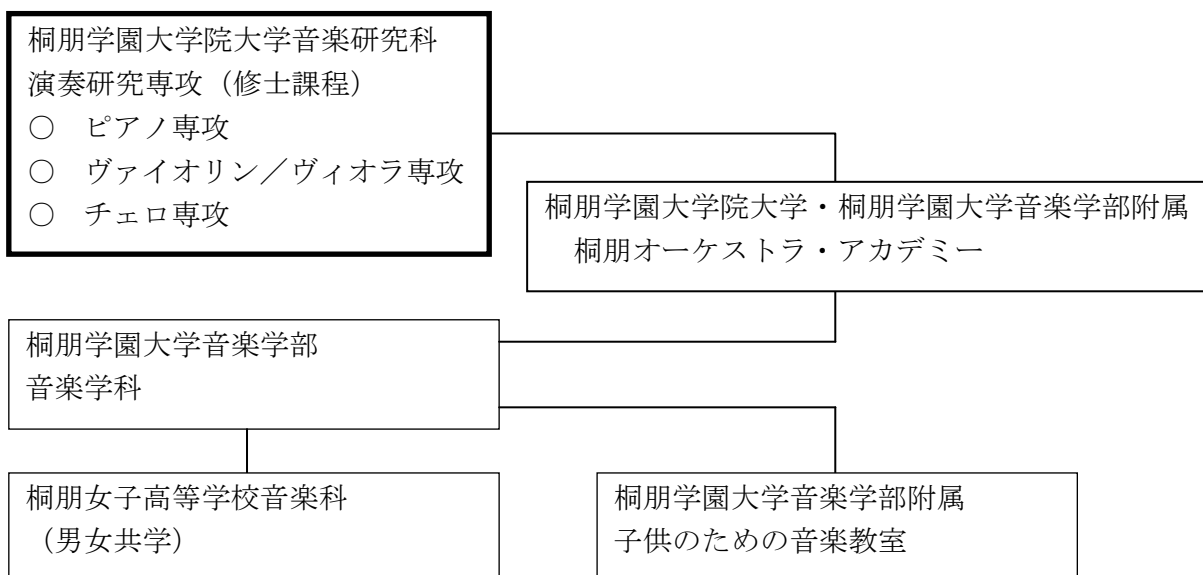 桐朋学園大学院大学音楽研究科
演奏研究専攻（修士課程）
○　ピアノ専攻
○　ヴァイオリン／ヴィオラ専攻
○　チェロ専攻
桐朋学園大学院大学・桐朋学園大学音楽学部附属
桐朋オーケストラ・アカデミー
桐朋学園大学音楽学部
音楽学科
桐朋女子高等学校音楽科
（男女共学）
桐朋学園大学音楽学部附属
子供のための音楽教室